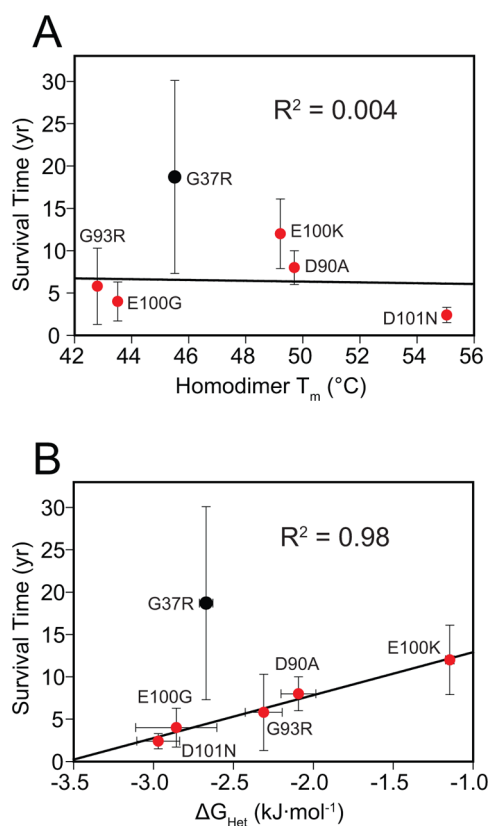 A
Survival Time (yr)
30
25
20
15
10
5
0
R² = 0.004
G93R
G37R
E100K
D90A
E100G
D101N
42 44 46 48 50 52 54 56
Homodimer Tm (°C)
B
Survival Time (yr)
30
25
20
15
10
5
0
R² = 0.98
G37R
E100K
D90A
E100G
G93R
D101N
-3.5 -3.0 -2.5 -2.0 -1.5 -1.0
ΔGHet (kJ·mol⁻¹)